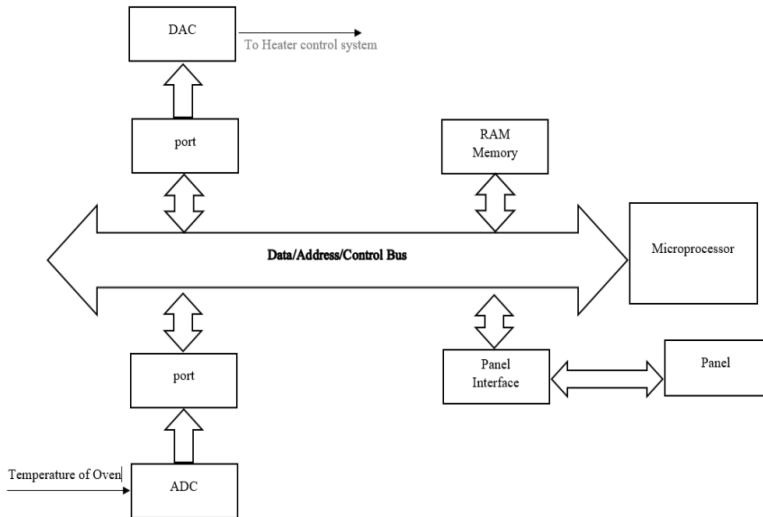 DAC
To Heater control system
port
RAM
Memory
Data/Address/Control Bus
Microprocessor
port
Panel
Interface
Panel
Temperature of Oven
ADC